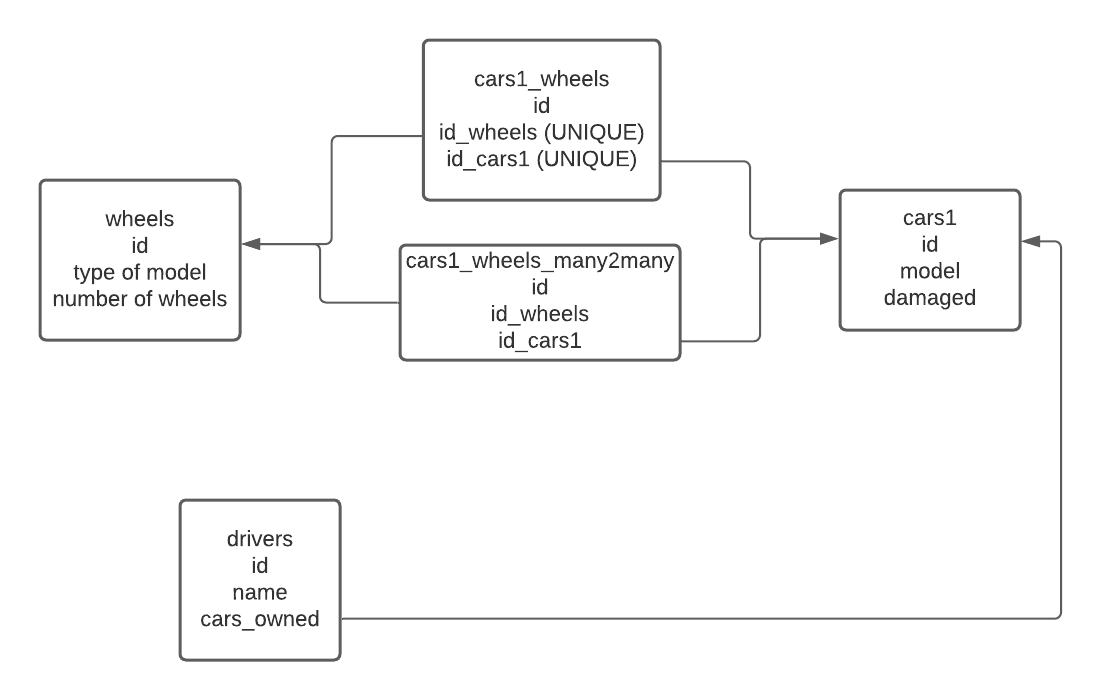 cars1_wheels
id
id_wheels (UNIQUE)
id_cars1 (UNIQUE)
wheels
id
type of model
number of wheels
cars1_wheels_many2many
id
id_wheels
id_cars1
cars1
id
model
damaged
drivers
id
name
cars_owned